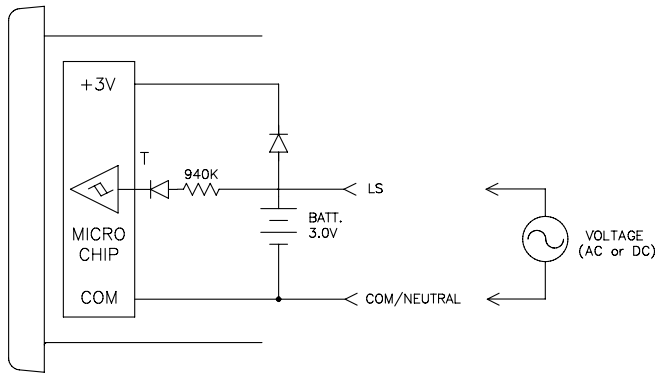 +3V
T
940K
LS
BATT.
3.0V
VOLTAGE
(AC or DC)
MICRO
CHIP
COM
COM/NEUTRAL